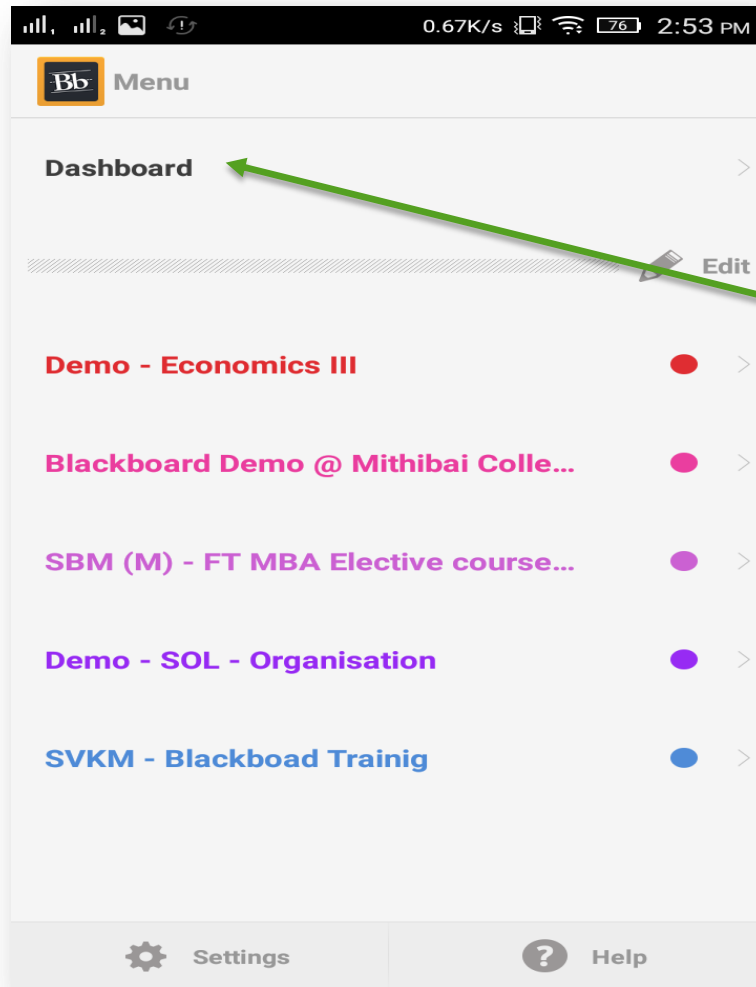 0.67K/s 76 2:53 PM
Bb Menu
Dashboard
Edit
Demo - Economics III
Blackboard Demo @ Mithibai Colle...
SBM (M) - FT MBA Elective course...
Demo - SOL - Organisation
SVKM - Blackboad Trainig
Settings Help